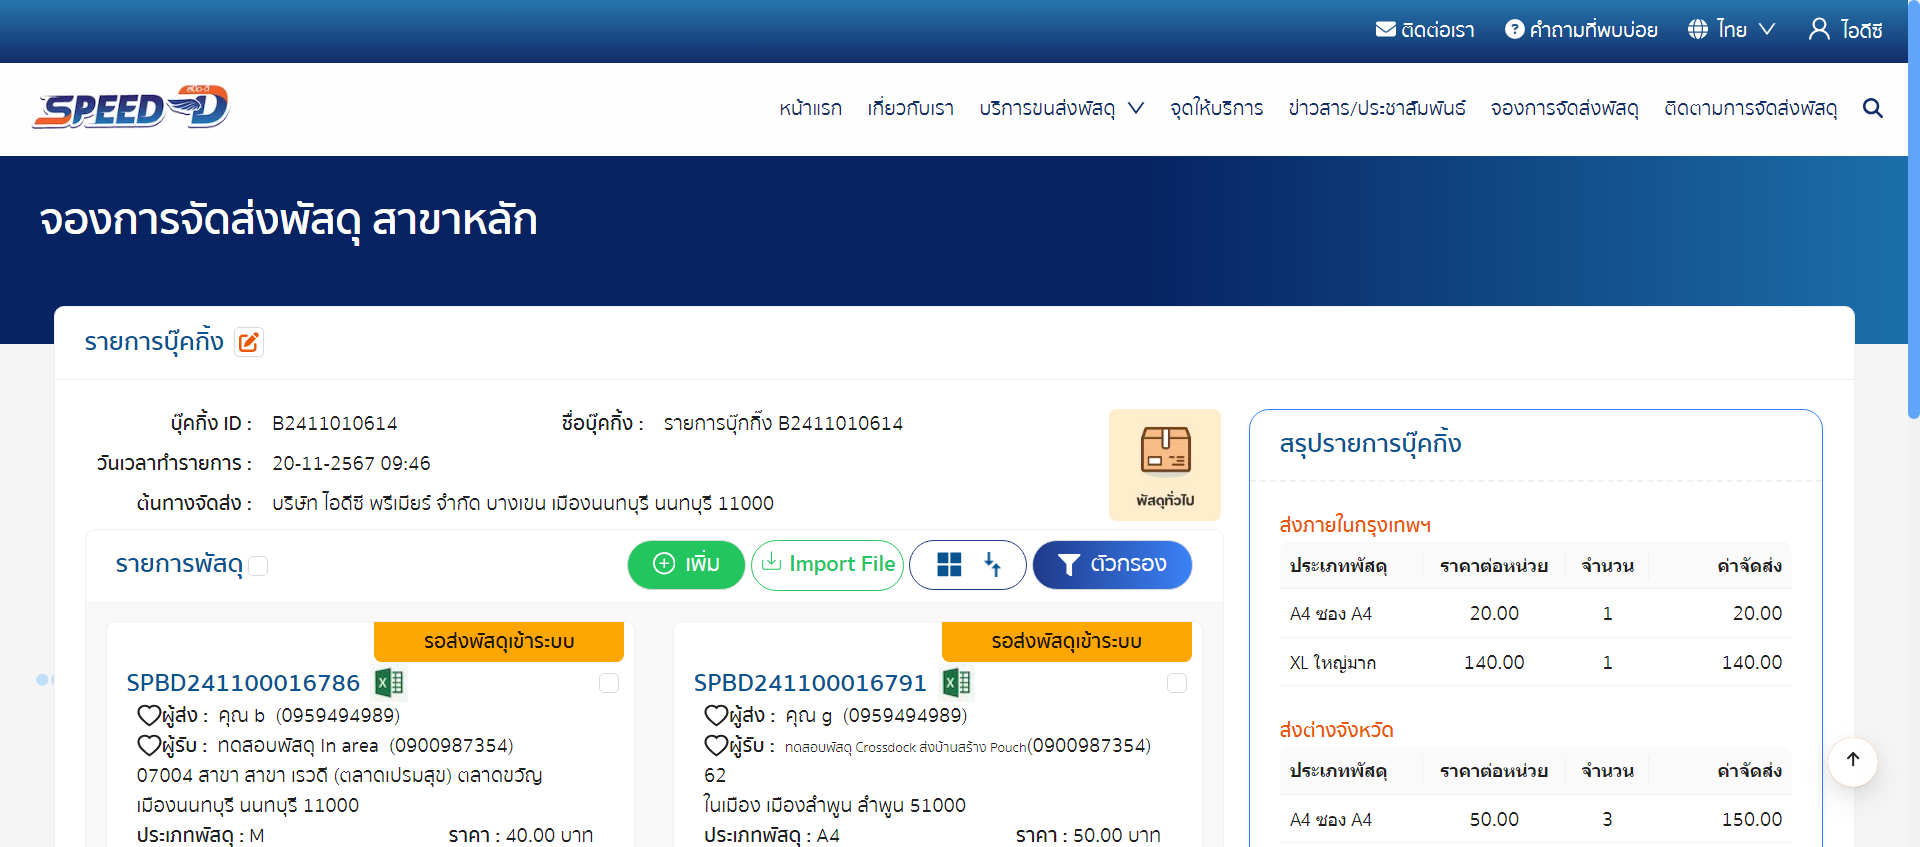 ติดต่อเรา คำถามที่พบบ่อย ไทย ไอดีซี
SPEED-D สปีด-ดี
หน้าแรก เกี่ยวกับเรา บริการขนส่งพัสดุ จุดให้บริการ ข่าวสาร/ประชาสัมพันธ์ จองการจัดส่งพัสดุ ติดตามการจัดส่งพัสดุ
จองการจัดส่งพัสดุ สาขาหลัก
รายการบุ๊คกิ้ง
บุ๊คกิ้ง ID : B2411010614 ชื่อบุ๊คกิ้ง : รายการบุ๊กกิ๊ง B2411010614
วันเวลาทำรายการ : 20-11-2567 09:46
ต้นทางจัดส่ง : บริษัท ไอดีซี พรีเมียร์ จำกัด บางเขน เมืองนนทบุรี นนทบุรี 11000
พัสดุทั่วไป
รายการพัสดุ
เพิ่ม Import File ตัวกรอง
รอส่งพัสดุเข้าระบบ
SPBD241100016786
ผู้ส่ง : คุณ b (0959494989)
ผู้รับ : ทดสอบพัสดุ In area (0900987354)
07004 สาขา สาขา เรวดี (ตลาดเปรมสุข) ตลาดขวัญ
เมืองนนทบุรี นนทบุรี 11000
ประเภทพัสดุ : M ราคา : 40.00 บาท
รอส่งพัสดุเข้าระบบ
SPBD241100016791
ผู้ส่ง : คุณ g (0959494989)
ผู้รับ : ทดสอบพัสดุ Crossdock ส่งบ้านสร้าง Pouch(0900987354)
62
ในเมือง เมืองลำพูน ลำพูน 51000
ประเภทพัสดุ : A4 ราคา : 50.00 บาท
สรุปรายการบุ๊คกิ้ง
ส่งภายในกรุงเทพฯ
ประเภทพัสดุ ราคาต่อหน่วย จำนวน ค่าจัดส่ง
A4 ซอง A4 20.00 1 20.00
XL ใหญ่มาก 140.00 1 140.00
ส่งต่างจังหวัด
ประเภทพัสดุ ราคาต่อหน่วย จำนวน ค่าจัดส่ง
A4 ซอง A4 50.00 3 150.00